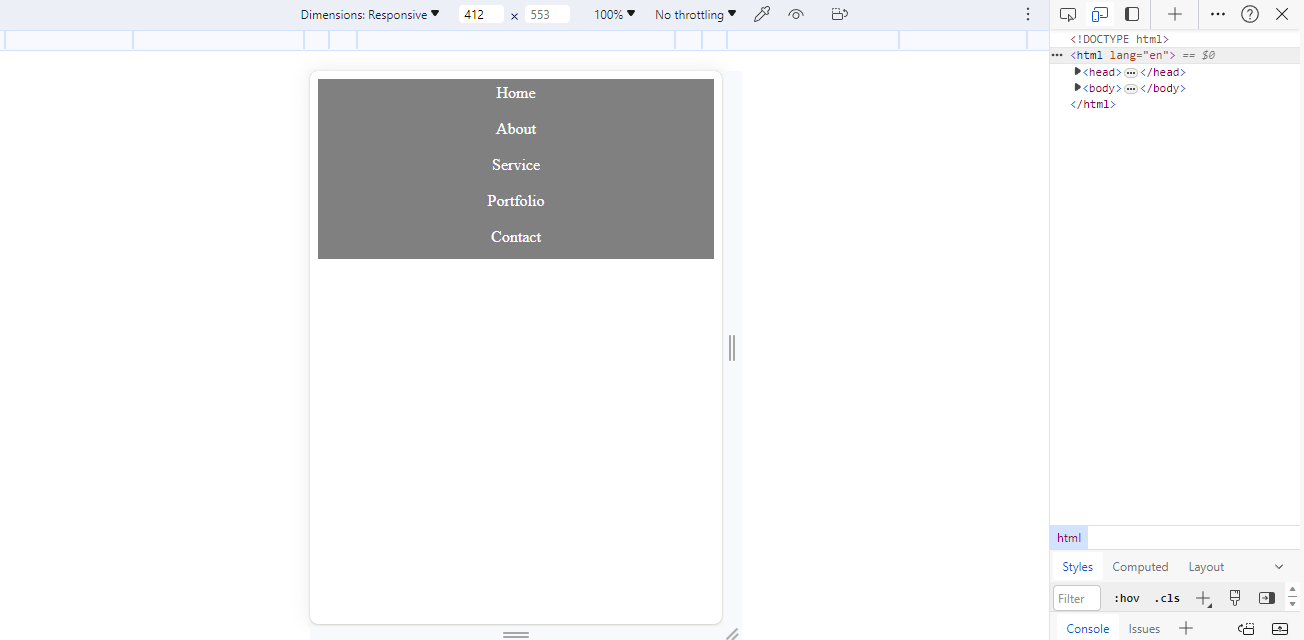 Dimensions: Responsive 412 × 553 100% No throttling
Home
About
Service
Portfolio
Contact
<!DOCTYPE html>
<html lang="en"> == $0
<head> … </head>
<body> … </body>
</html>
html
Styles Computed Layout
Filter :hov .cls
Console Issues